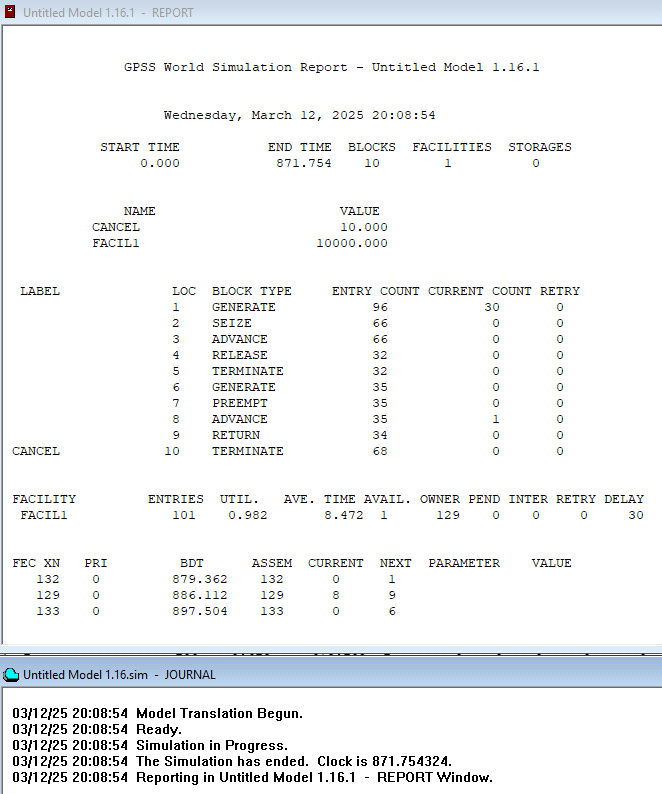 Untitled Model 1.16.1 - REPORT
GPSS World Simulation Report - Untitled Model 1.16.1
Wednesday, March 12, 2025 20:08:54
START TIME END TIME BLOCKS FACILITIES STORAGES
0.000 871.754 10 1 0
NAME VALUE
CANCEL 10.000
FACIL1 10000.000
LABEL LOC BLOCK TYPE ENTRY COUNT CURRENT COUNT RETRY
1 GENERATE 96 30 0
2 SEIZE 66 0 0
3 ADVANCE 66 0 0
4 RELEASE 32 0 0
5 TERMINATE 32 0 0
6 GENERATE 35 0 0
7 PREEMPT 35 0 0
8 ADVANCE 35 1 0
9 RETURN 34 0 0
CANCEL 10 TERMINATE 68 0 0
FACILITY ENTRIES UTIL. AVE. TIME AVAIL. OWNER PEND INTER RETRY DELAY
FACIL1 101 0.982 8.472 1 129 0 0 0 30
FEC XN PRI BDT ASSEM CURRENT NEXT PARAMETER VALUE
132 0 879.362 132 0 1
129 0 886.112 129 8 9
133 0 897.504 133 0 6
Untitled Model 1.16.sim - JOURNAL
03/12/25 20:08:54 Model Translation Begun.
03/12/25 20:08:54 Ready.
03/12/25 20:08:54 Simulation in Progress.
03/12/25 20:08:54 The Simulation has ended. Clock is 871.754324.
03/12/25 20:08:54 Reporting in Untitled Model 1.16.1 - REPORT Window.